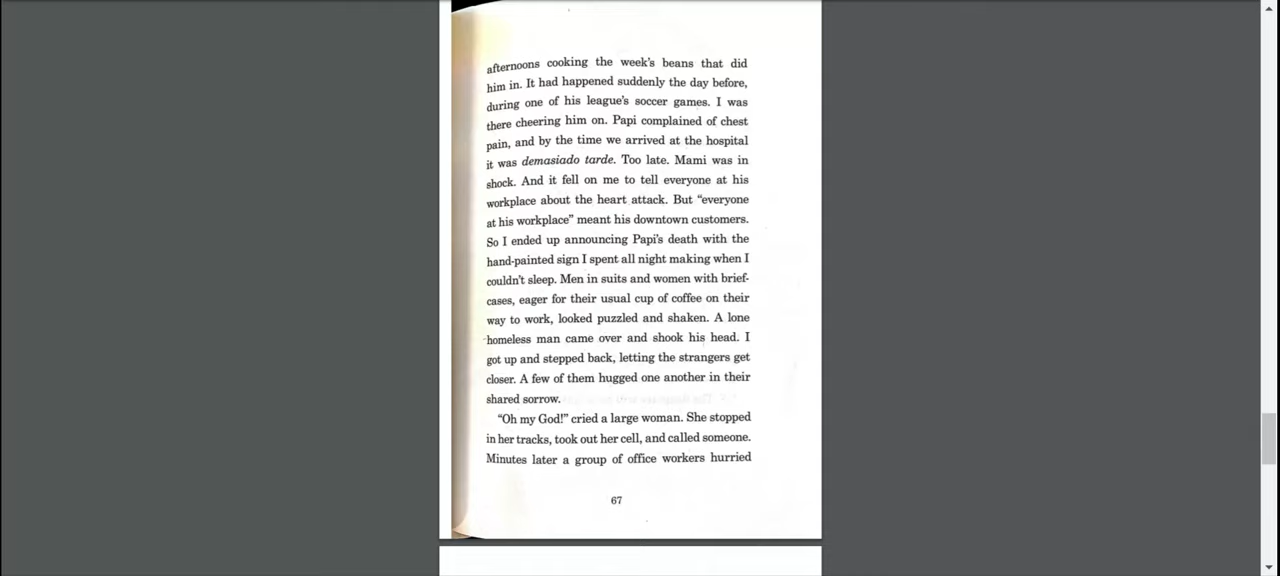 afternoons cooking the week's beans that did
him in. It had happened suddenly the day before,
during one of his league's soccer games. I was
there cheering him on. Papi complained of chest
pain, and by the time we arrived at the hospital
it was demasiado tarde. Too late. Mami was in
shock. And it fell on me to tell everyone at his
workplace about the heart attack. But “everyone
at his workplace” meant his downtown customers.
So I ended up announcing Papi's death with the
hand-painted sign I spent all night making when I
couldn't sleep. Men in suits and women with brief-
cases, eager for their usual cup of coffee on their
way to work, looked puzzled and shaken. A lone
homeless man came over and shook his head. I
got up and stepped back, letting the strangers get
closer. A few of them hugged one another in their
shared sorrow.
“Oh my God!” cried a large woman. She stopped
in her tracks, took out her cell, and called someone.
Minutes later a group of office workers hurried
67